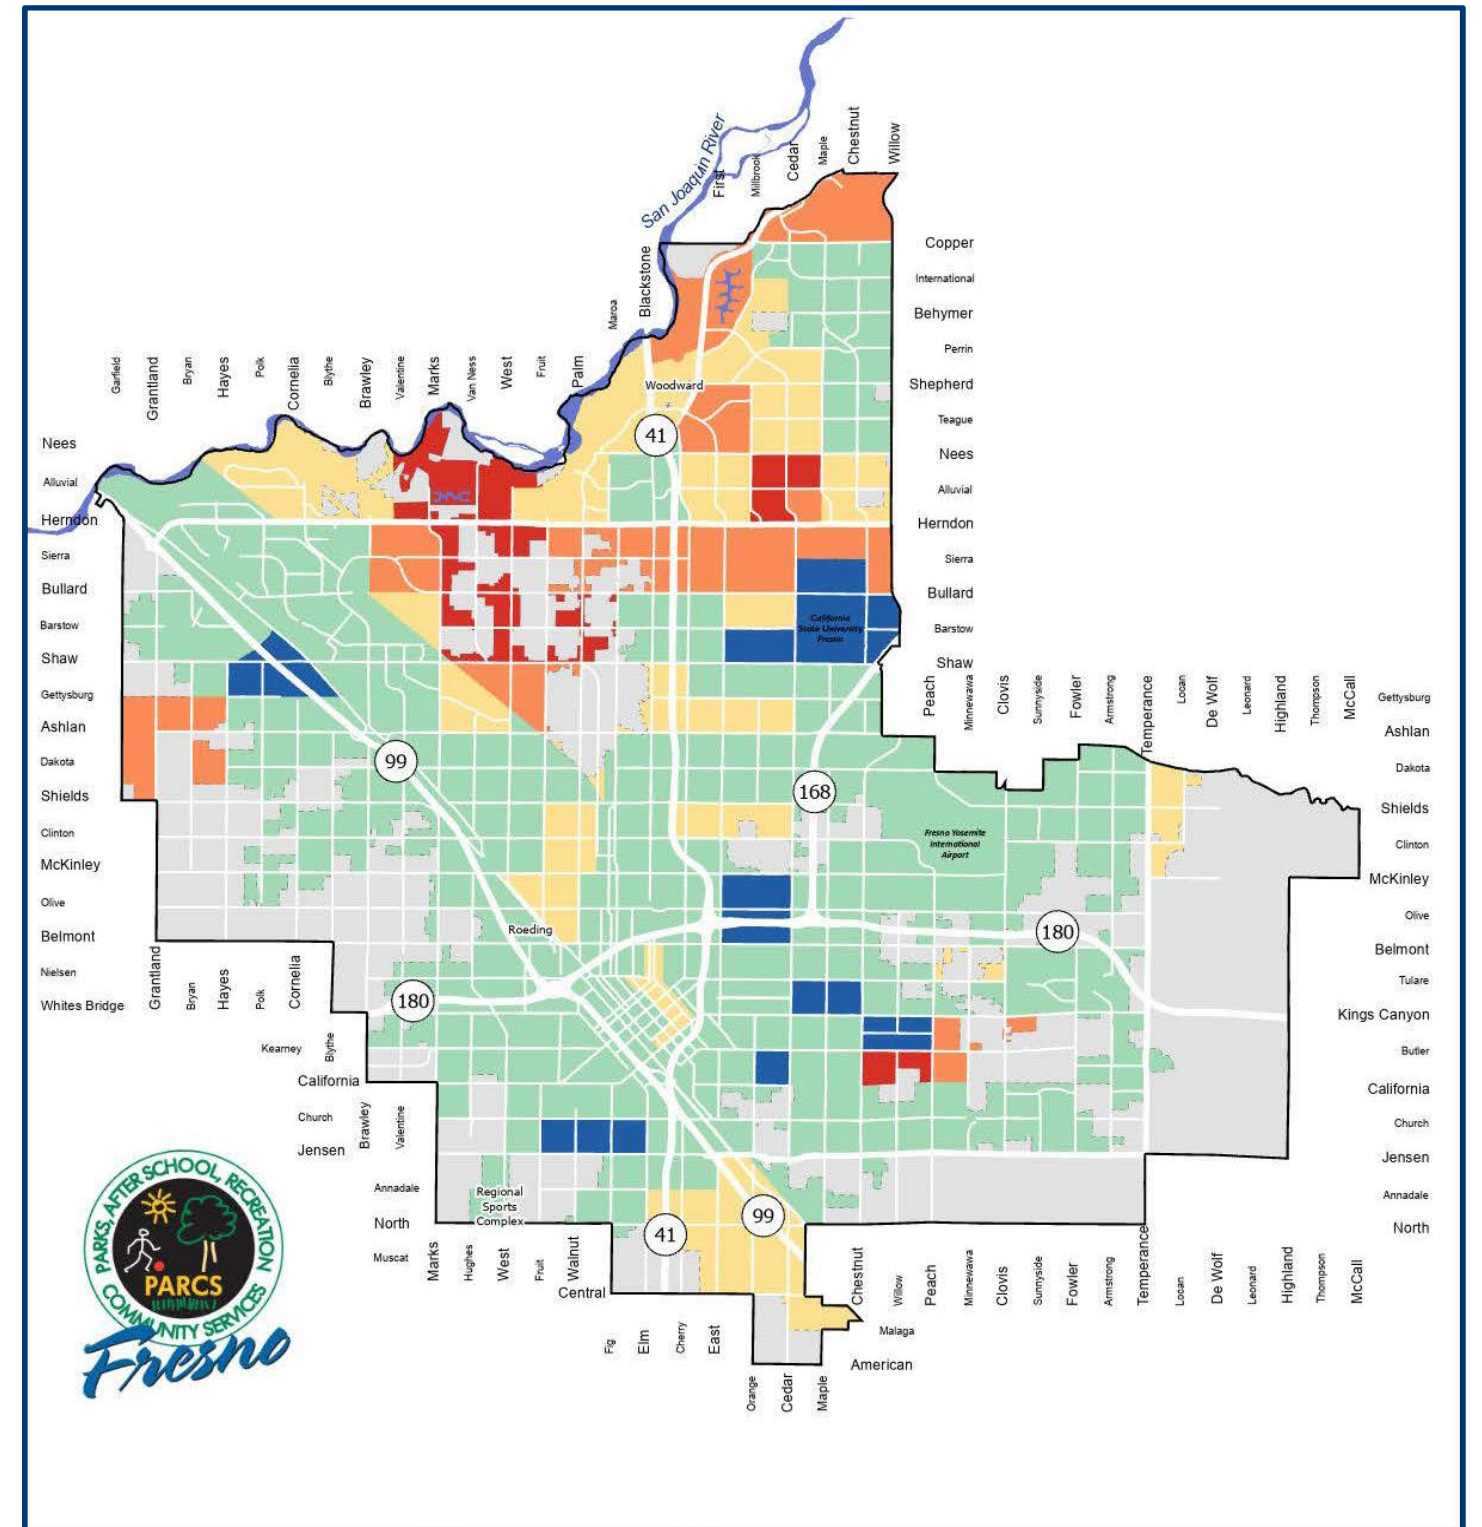 San Joaquin River
First
Millbrook
Cedar
Maple
Chestnut
Willow
Maroa
Blackstone
Copper
International
Behymer
Perrin
Shepherd
Teague
Nees
Alluvial
Herndon
Sierra
Bullard
Barstow
Shaw
Garfield
Grantland
Bryan
Hayes
Polk
Cornelia
Blythe
Brawley
Valentine
Marks
Van Ness
West
Fruit
Palm
Woodward
41
Nees
Alluvial
Herndon
Sierra
Bullard
Barstow
Shaw
Gettysburg
Ashlan
Dakota
Shields
Clinton
McKinley
Olive
Belmont
Nielsen
Whites Bridge
California
State University
Fresno
Peach
Minnewawa
Clovis
Sunnyside
Fowler
Armstrong
Temperance
Locan
De Wolf
Leonard
Highland
Thompson
McCall
Gettysburg
Ashlan
Dakota
Shields
Clinton
McKinley
Olive
Belmont
Tulare
Kings Canyon
Butler
California
Church
Jensen
Annadale
North
99
168
Fresno Yosemite
International
Airport
Roeding
180
180
Grantland
Bryan
Hayes
Polk
Cornelia
Kearney
Blythe
California
Church
Jensen
Brawley
Valentine
Annadale
North
Muscat
Regional
Sports
Complex
41
99
Marks
Hughes
West
Fruit
Walnut
Central
Fig
Elm
Cherry
East
Orange
Cedar
Maple
Chestnut
Willow
Peach
Minnewawa
Clovis
Sunnyside
Fowler
Armstrong
Temperance
Locan
De Wolf
Leonard
Highland
Thompson
McCall
Malaga
American
PARKS, AFTER SCHOOL, RECREATION
PARCS
COMMUNITY SERVICES
Fresno